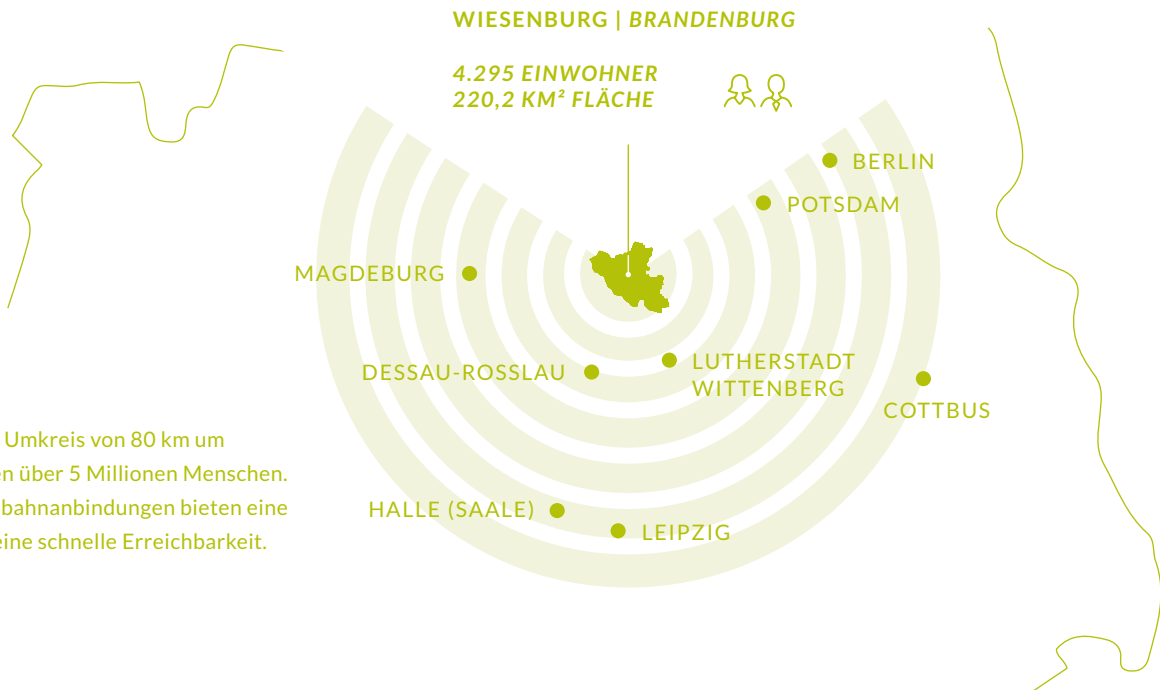 WIESENBURG | BRANDENBURG
4.295 EINWOHNER
220,2 KM² FLÄCHE
BERLIN
POTSDAM
MAGDEBURG
DESSAU-ROSSLAU
LUTHERSTADT
WITTENBERG
COTTBUS
Umkreis von 80 km um
en über 5 Millionen Menschen.
bahnanbindungen bieten eine
eine schnelle Erreichbarkeit.
HALLE (SAALE)
LEIPZIG